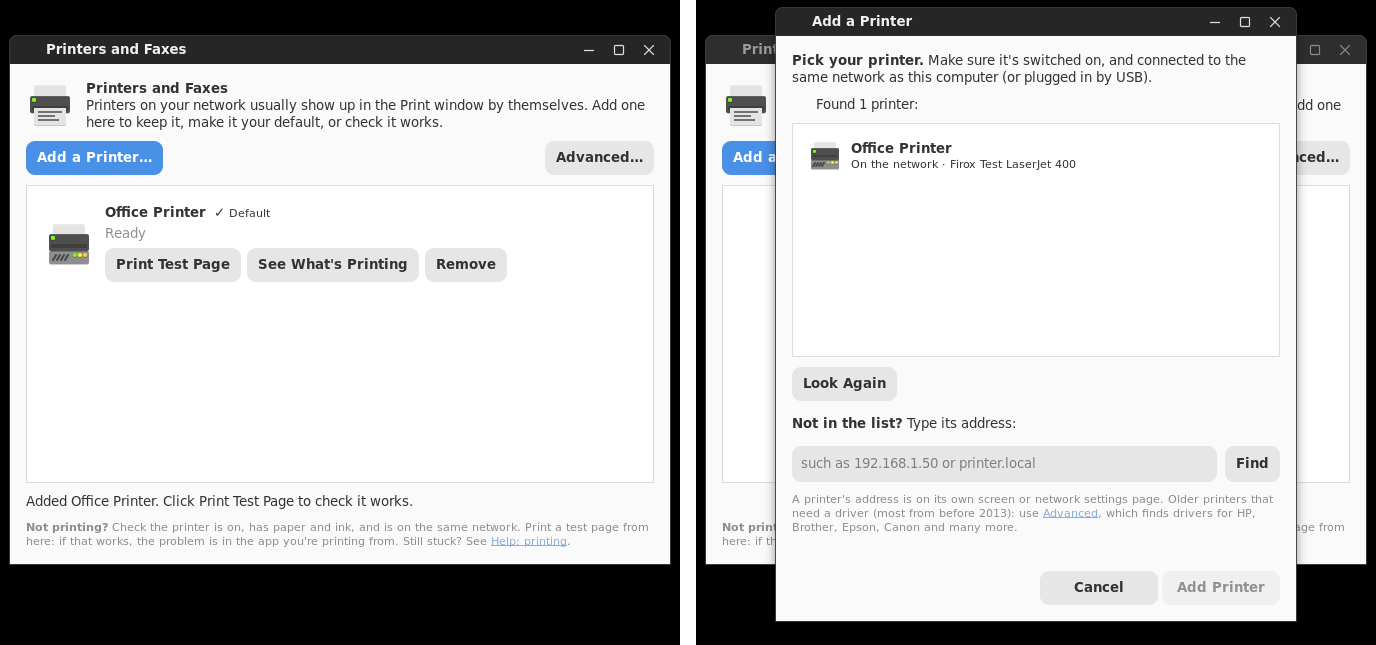 Printers and Faxes
Printers and Faxes
Printers on your network usually show up in the Print window by themselves. Add one
here to keep it, make it your default, or check it works.
Add a Printer...
Advanced...
Office Printer ✓ Default
Ready
Print Test Page
See What's Printing
Remove
Added Office Printer. Click Print Test Page to check it works.
Not printing? Check the printer is on, has paper and ink, and is on the same network. Print a test page from
here: if that works, the problem is in the app you're printing from. Still stuck? See Help: printing.
Add a Printer
Pick your printer. Make sure it's switched on, and connected to the
same network as this computer (or plugged in by USB).
Found 1 printer:
Office Printer
On the network · Firox Test LaserJet 400
Look Again
Not in the list? Type its address:
such as 192.168.1.50 or printer.local
Find
A printer's address is on its own screen or network settings page. Older printers that
need a driver (most from before 2013): use Advanced, which finds drivers for HP,
Brother, Epson, Canon and many more.
Cancel
Add Printer
Add a
one
Not
age from
here: if